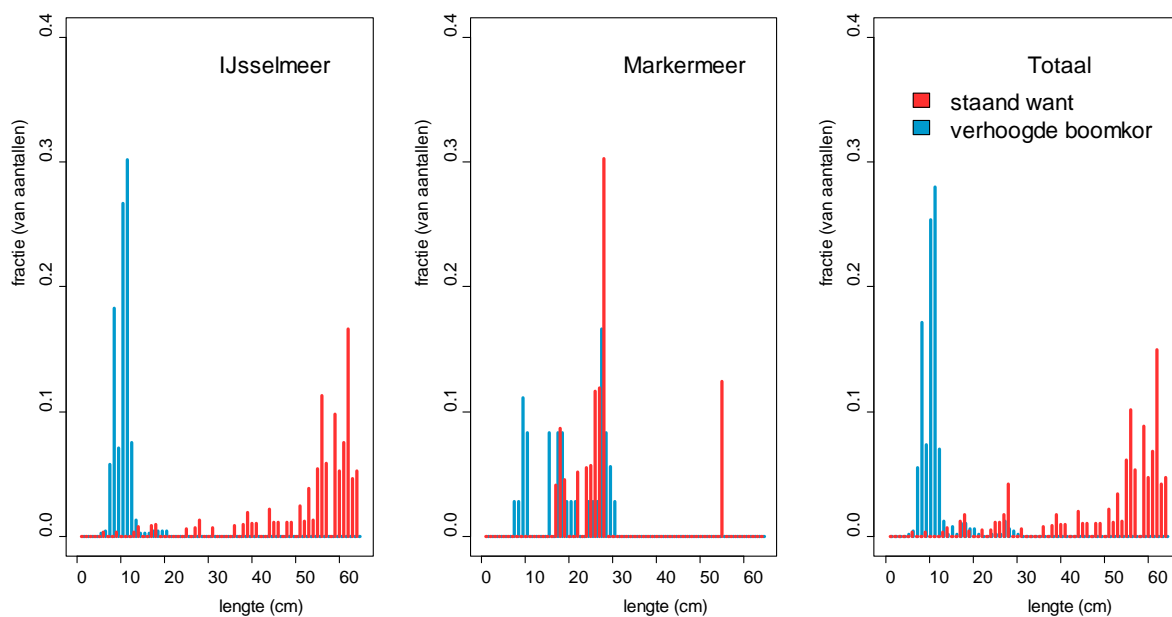 IJsselmeer
fractie (van aantallen)
0.0 0.1 0.2 0.3 0.4
0 10 20 30 40 50 60
lengte (cm)
Markermeer
fractie (van aantallen)
0.0 0.1 0.2 0.3 0.4
0 10 20 30 40 50 60
lengte (cm)
Totaal
staand want
verhoogde boomkor
fractie (van aantallen)
0.0 0.1 0.2 0.3 0.4
0 10 20 30 40 50 60
lengte (cm)